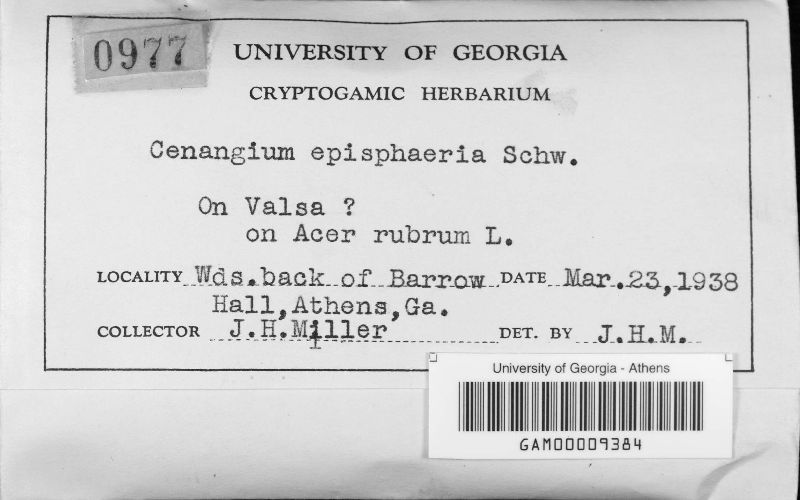 0977
UNIVERSITY OF GEORGIA
CRYPTOGAMIC HERBARIUM
Cenangium episphaeria Schw.
On Valsa ?
on Acer rubrum L.
LOCALITY Wds.back of Barrow DATE Mar.23,1938
Hall,Athens,Ga.
COLLECTOR J.H.Miller DET. BY J.H.M.
University of Georgia - Athens
GAM00009384